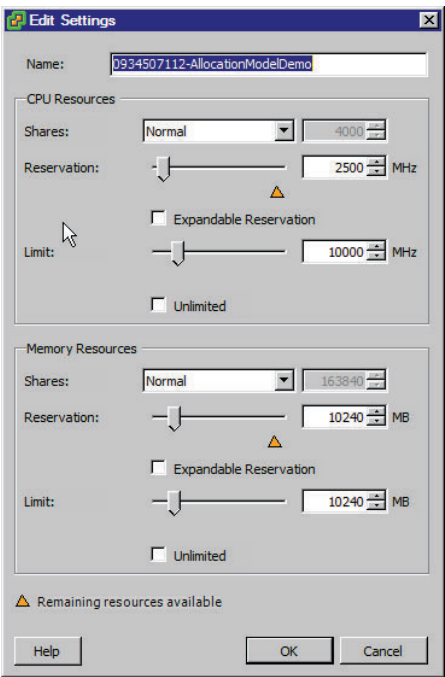 Edit Settings
Name: 0934507112-AllocationModelDemo
CPU Resources
Shares: Normal 4000
Reservation: 2500 MHz
Expandable Reservation
Limit: 10000 MHz
Unlimited
Memory Resources
Shares: Normal 163840
Reservation: 10240 MB
Expandable Reservation
Limit: 10240 MB
Unlimited
Remaining resources available
Help OK Cancel